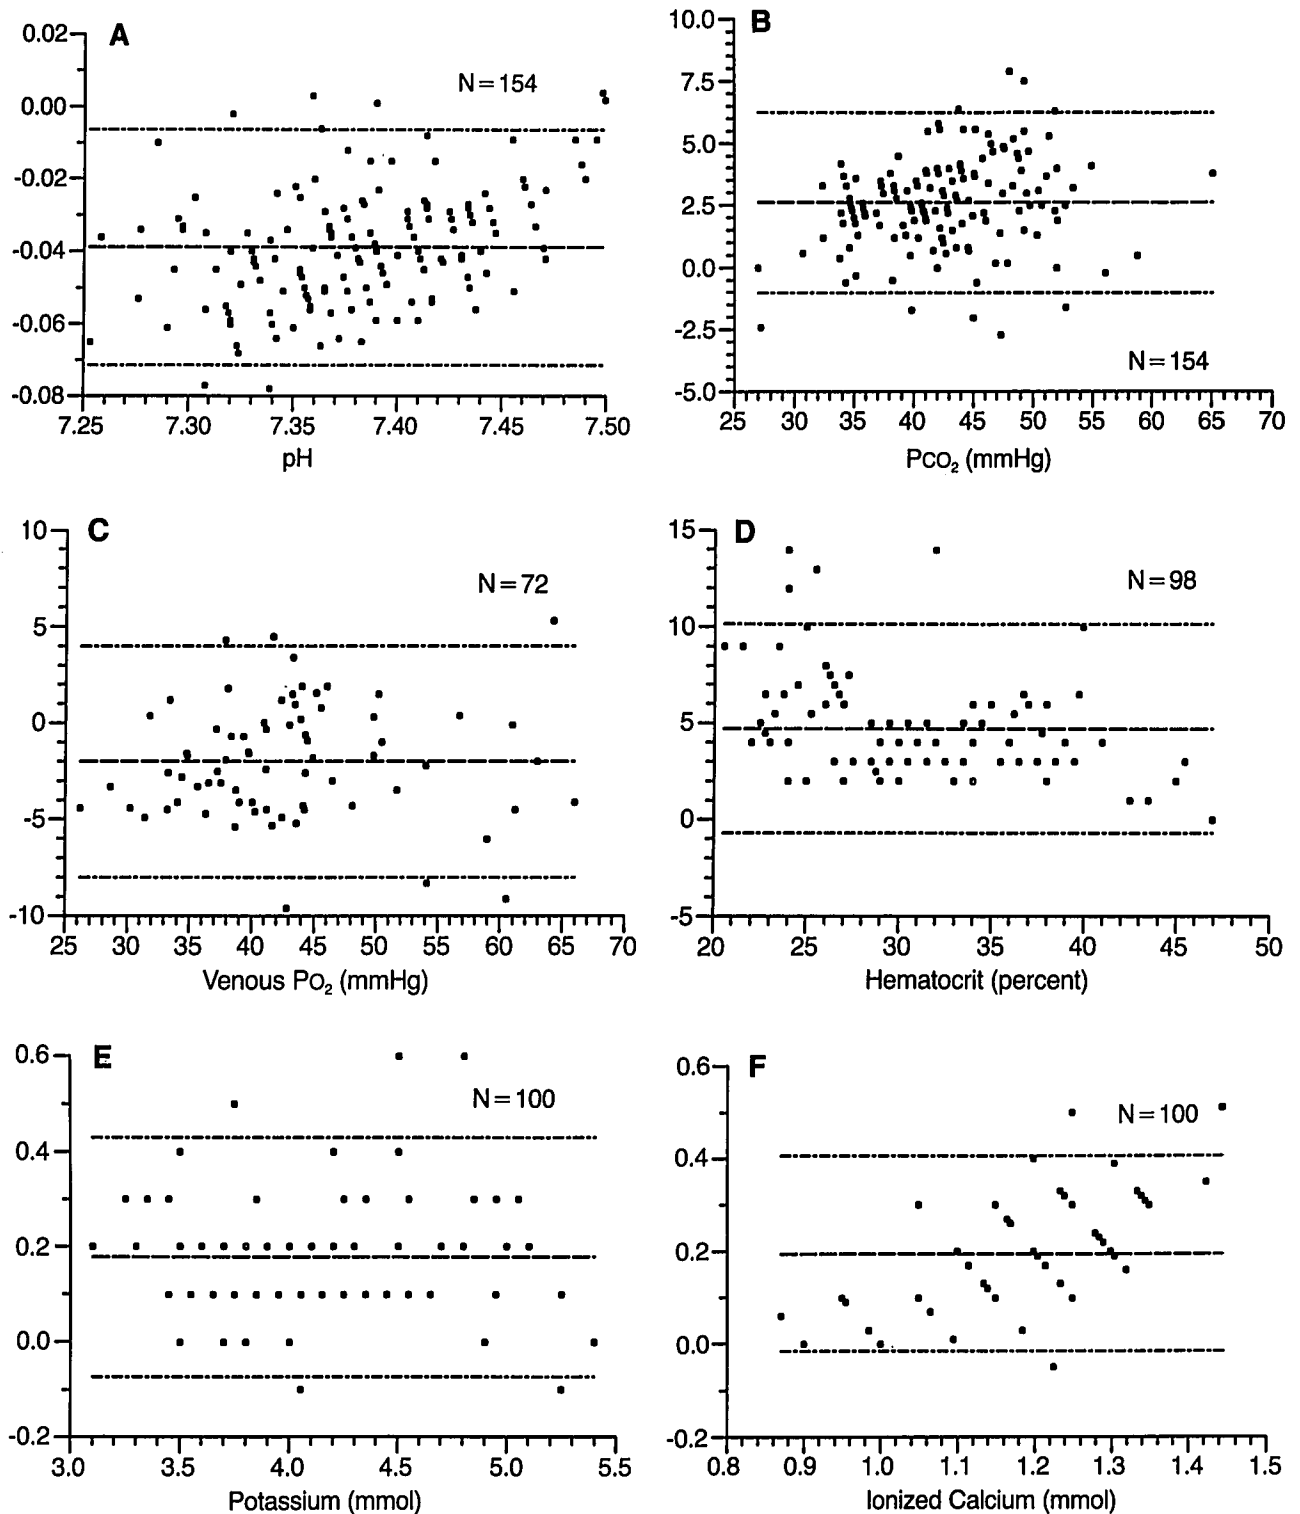 A
N=154
0.02
0.00
-0.02
-0.04
-0.06
-0.08
7.25 7.30 7.35 7.40 7.45 7.50
pH
B
10.0
7.5
5.0
2.5
0.0
-2.5
-5.0
N=154
25 30 35 40 45 50 55 60 65 70
PCO₂ (mmHg)
C
N=72
10
5
0
-5
-10
26 30 35 40 45 50 55 60 65 70
Venous PO₂ (mmHg)
D
N=98
15
10
5
0
-5
20 25 30 35 40 45 50
Hematocrit (percent)
E
N=100
0.6
0.4
0.2
0.0
-0.2
3.0 3.5 4.0 4.5 5.0 5.5
Potassium (mmol)
F
N=100
0.6
0.4
0.2
0.0
-0.2
0.8 0.9 1.0 1.1 1.2 1.3 1.4 1.5
Ionized Calcium (mmol)